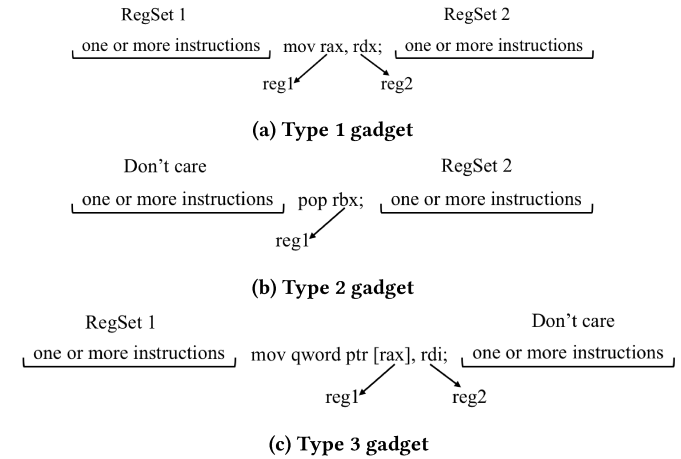 RegSet 1 RegSet 2
one or more instructions mov rax, rdx; one or more instructions
reg1 reg2
(a) Type 1 gadget
Don't care RegSet 2
one or more instructions pop rbx; one or more instructions
reg1
(b) Type 2 gadget
RegSet 1 Don't care
one or more instructions mov qword ptr [rax], rdi; one or more instructions
reg1 reg2
(c) Type 3 gadget